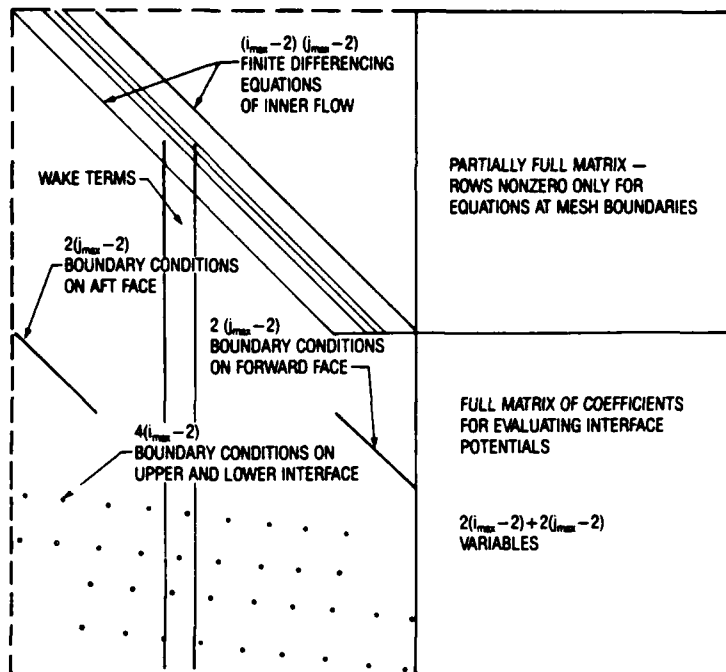 (i_max−2) (j_max−2)
FINITE DIFFERENCING
EQUATIONS
OF INNER FLOW
PARTIALLY FULL MATRIX —
ROWS NONZERO ONLY FOR
EQUATIONS AT MESH BOUNDARIES
WAKE TERMS
2(j_max−2)
BOUNDARY CONDITIONS
ON AFT FACE
2 (j_max−2)
BOUNDARY CONDITIONS
ON FORWARD FACE
FULL MATRIX OF COEFFICIENTS
FOR EVALUATING INTERFACE
POTENTIALS
4(i_max−2)
BOUNDARY CONDITIONS ON
UPPER AND LOWER INTERFACE
2(i_max−2)+2(j_max−2)
VARIABLES